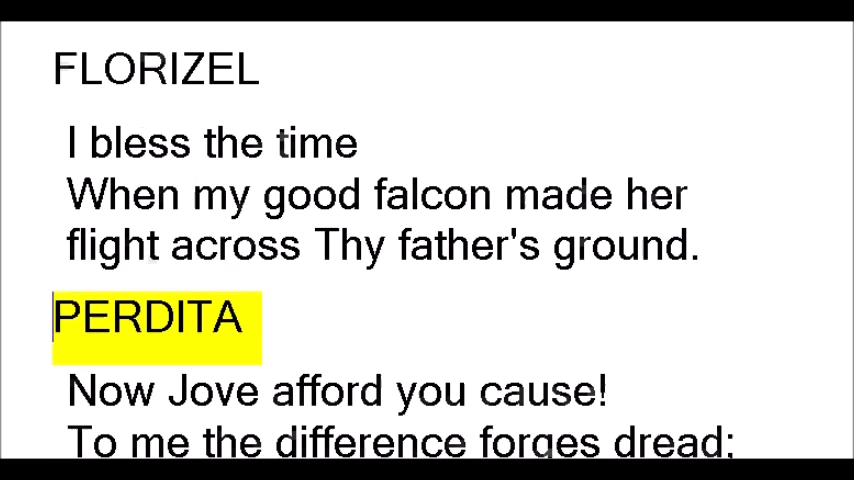 FLORIZEL
I bless the time
When my good falcon made her
flight across Thy father's ground.
PERDITA
Now Jove afford you cause!
To me the difference forges dread;